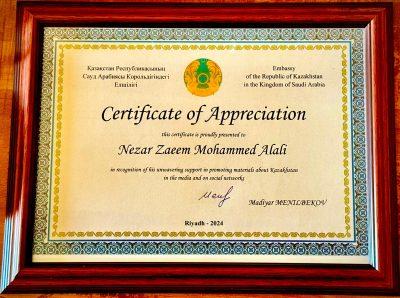 Қазақстан Республикасының
Сауд Арабиясы Корольдігіндегі
Елшілігі
Embassy
of the Republic of Kazakhstan
in the Kingdom of Saudi Arabia
Certificate of Appreciation
this certificate is proudly presented to
Nezar Zaeem Mohammed Alali
in recognition of his unwavering support in promoting materials about Kazakhstan
in the media and on social networks
Madiyar MENILBEKOV
Riyadh - 2024